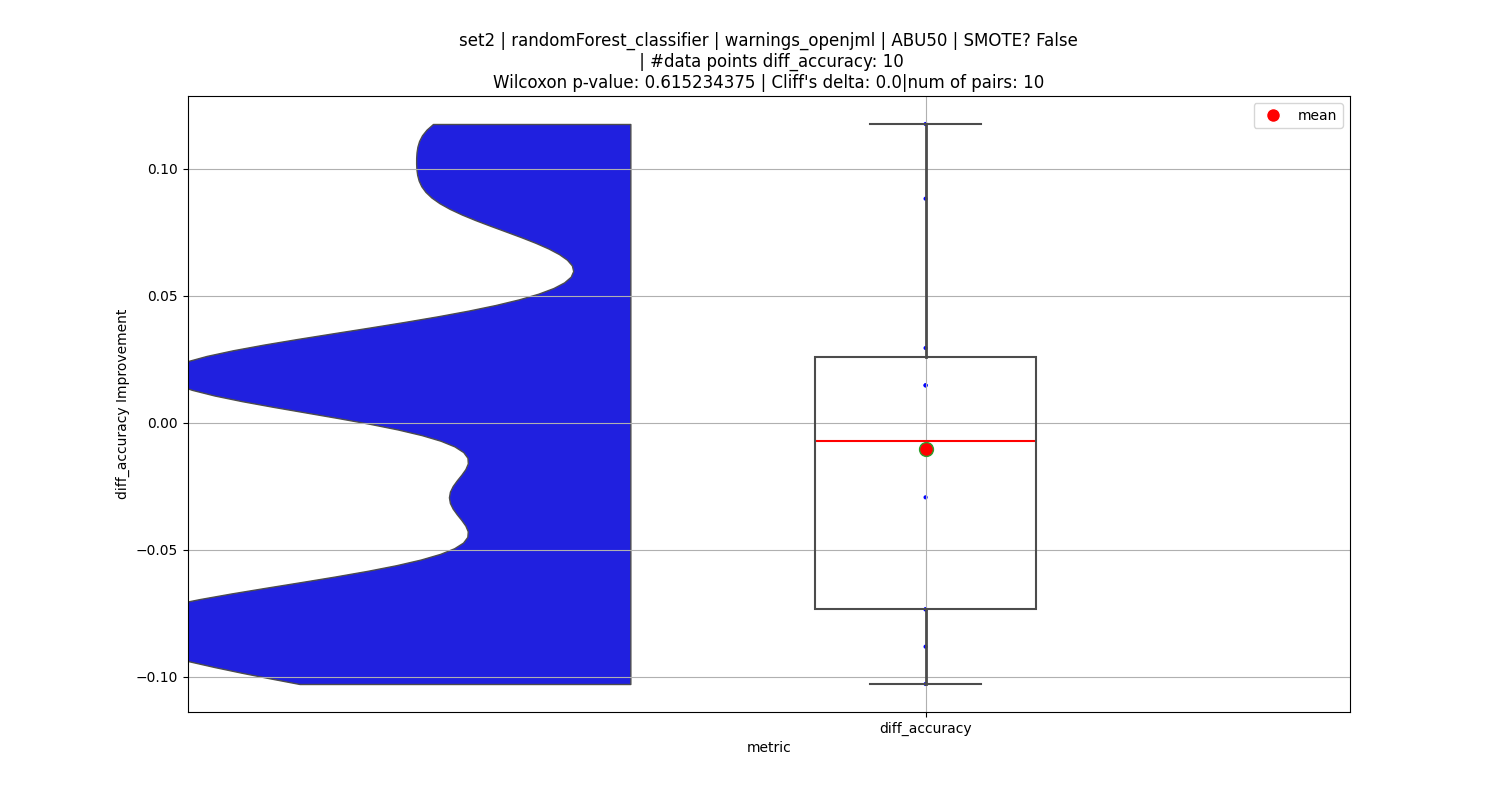 set2 | randomForest_classifier | warnings_openjml | ABU50 | SMOTE? False
| #data points diff_accuracy: 10
Wilcoxon p-value: 0.615234375 | Cliff's delta: 0.0|num of pairs: 10
mean
0.10
0.05
0.00
−0.05
−0.10
diff_accuracy Improvement
diff_accuracy
metric